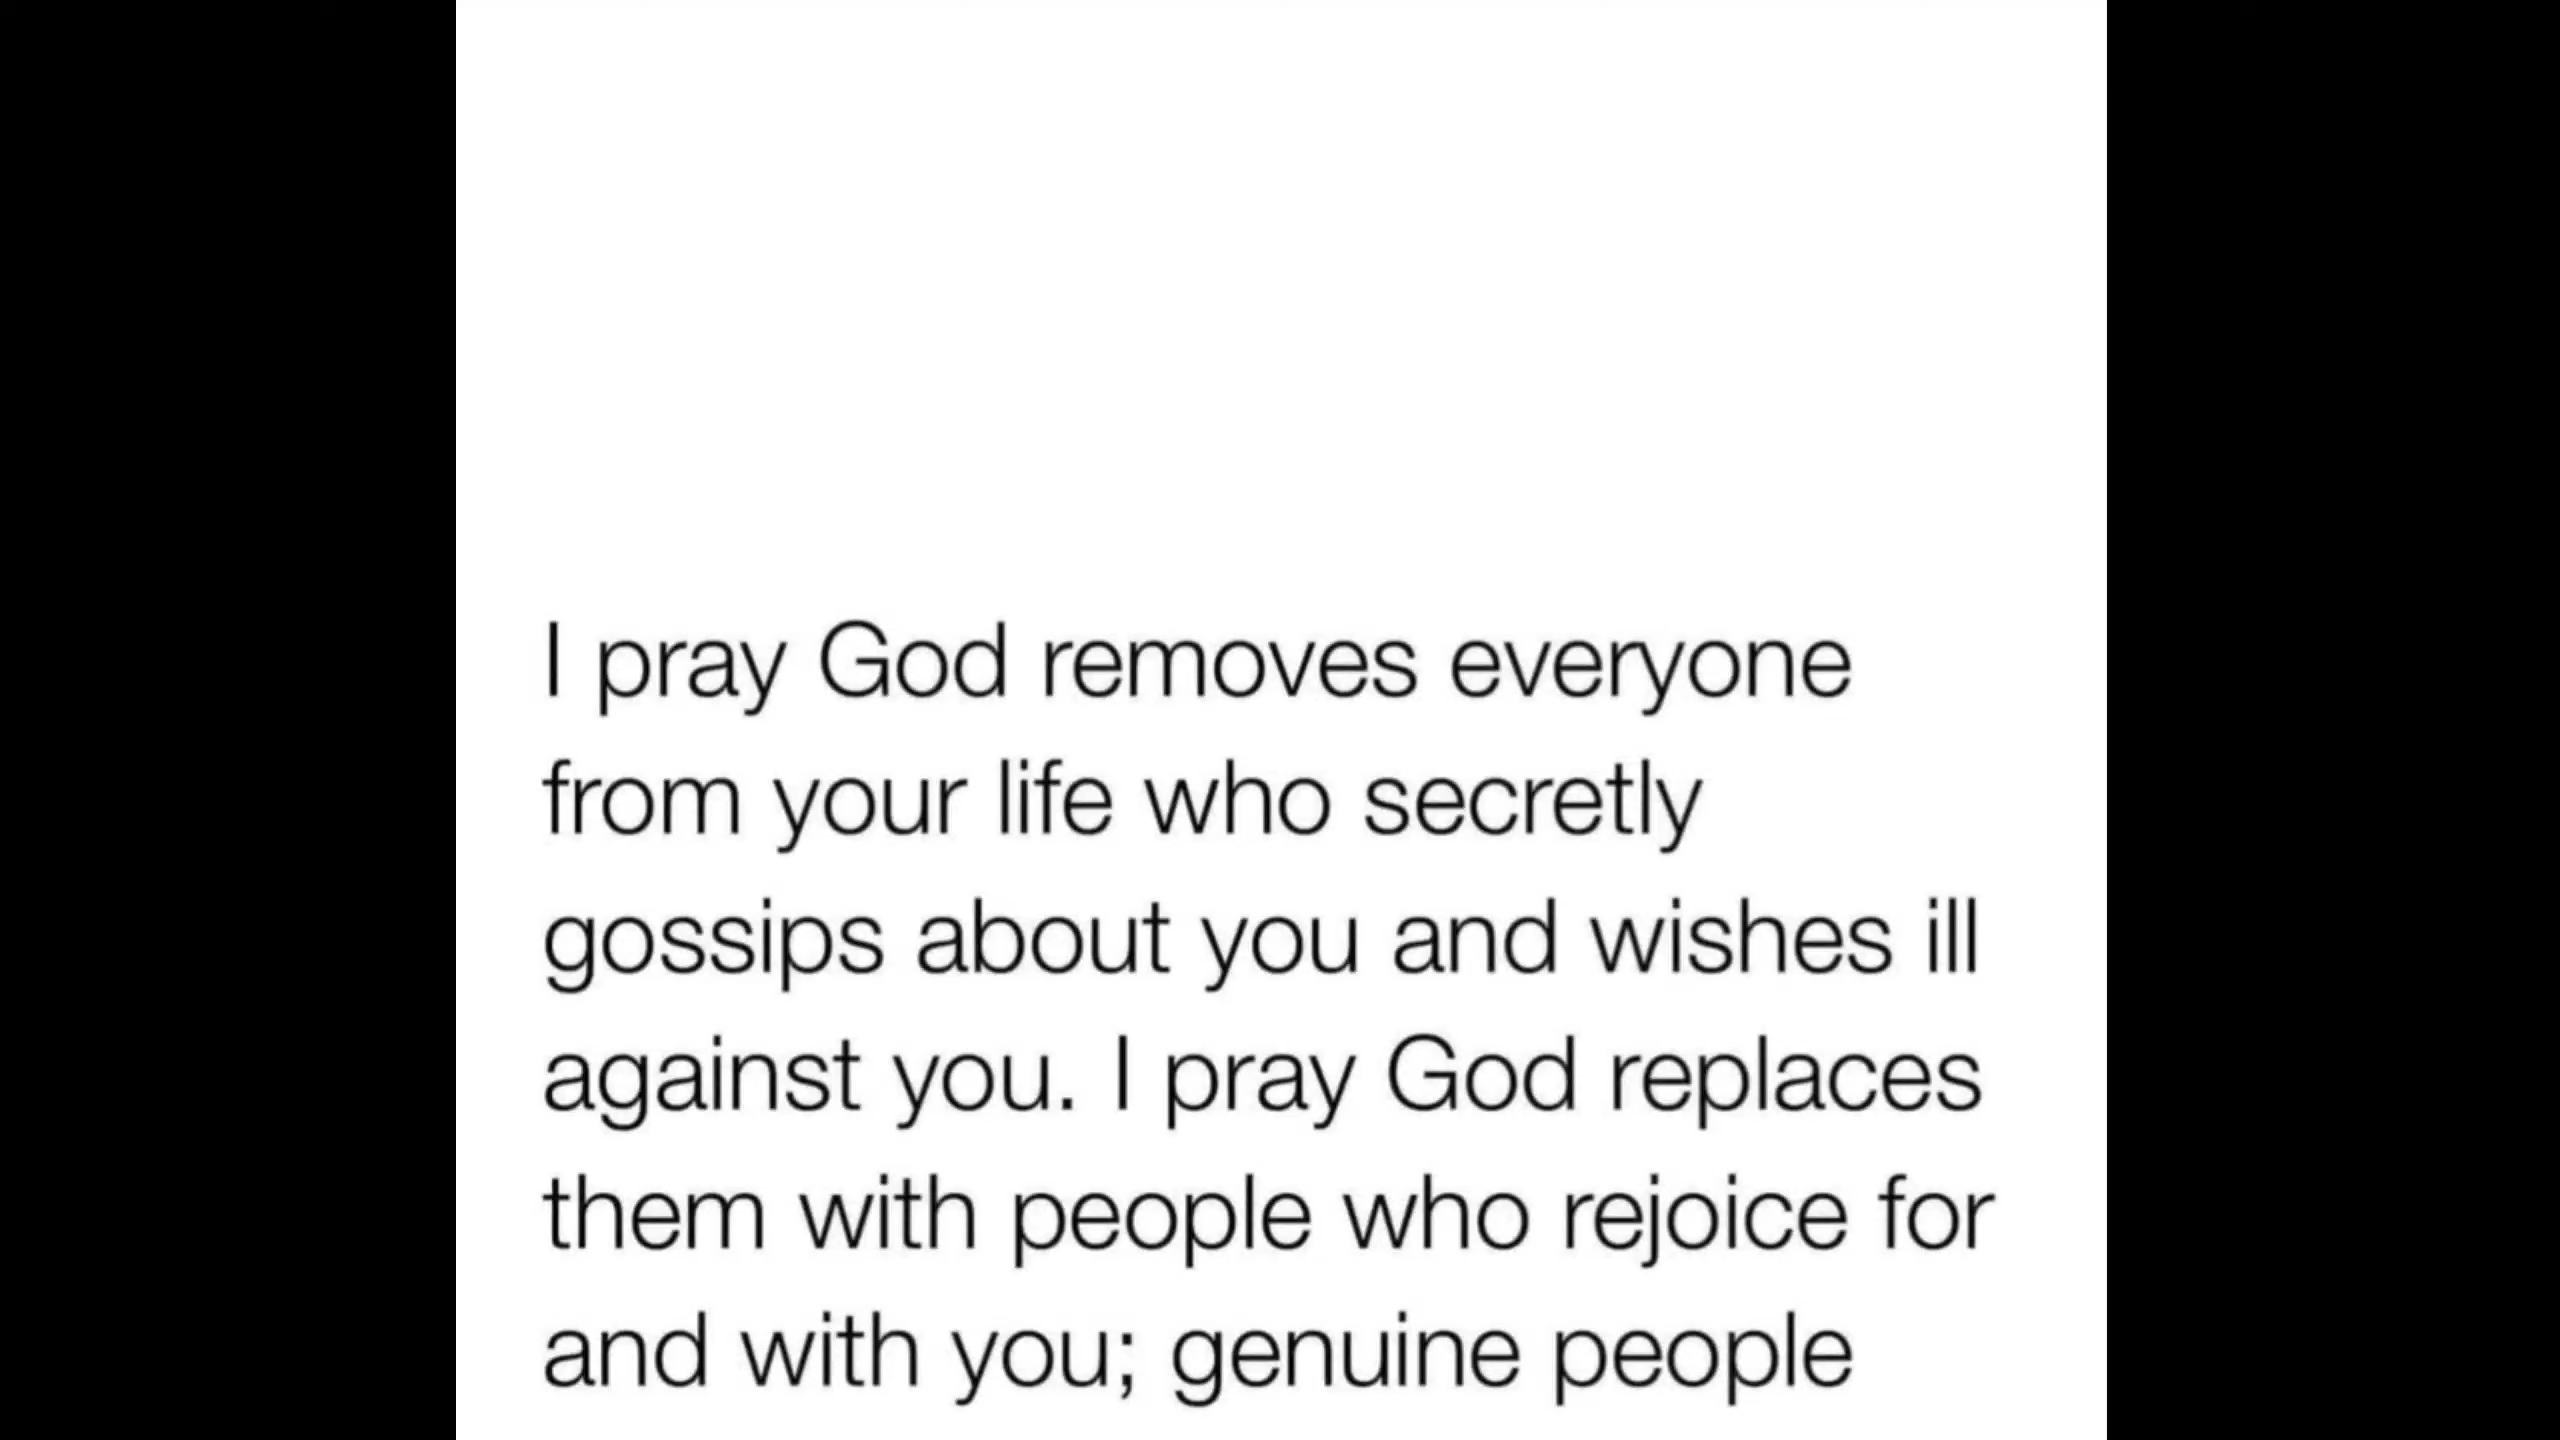 I pray God removes everyone
from your life who secretly
gossips about you and wishes ill
against you. I pray God replaces
them with people who rejoice for
and with you; genuine people